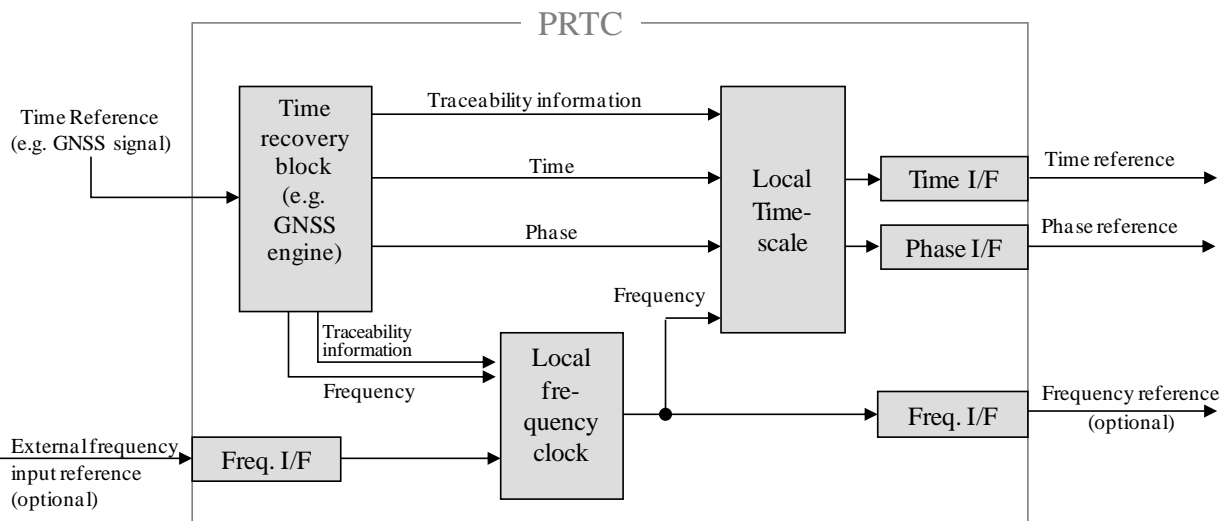 PRTC
Time Reference
(e.g. GNSS signal)
Time
recovery
block
(e.g.
GNSS
engine)
Traceability information
Time
Phase
Local
Time-
scale
Time I/F
Time reference
Phase I/F
Phase reference
Frequency
Traceability
information
Frequency
Local
fre-
quency
clock
Freq. I/F
Frequency reference
(optional)
External frequency
input reference
(optional)
Freq. I/F